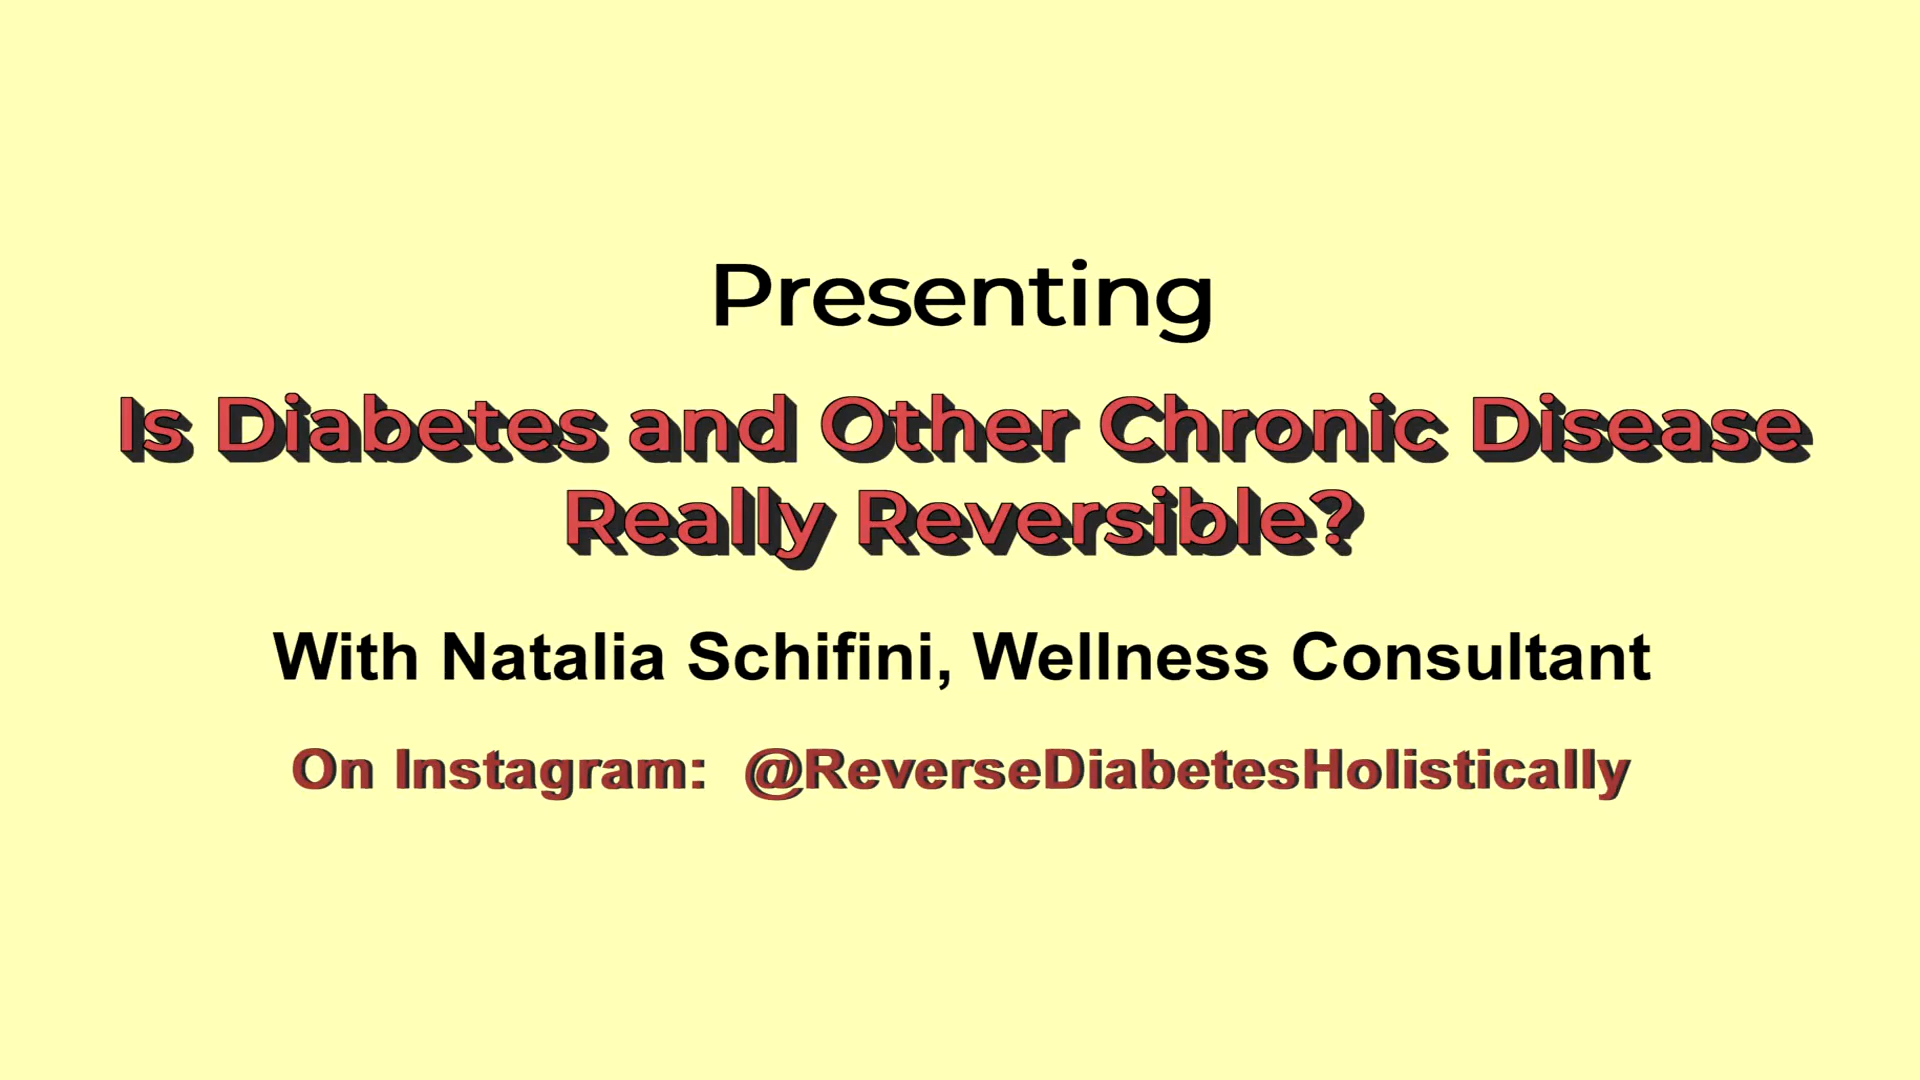 Presenting
Is Diabetes and Other Chronic Disease
Really Reversible?
With Natalia Schifini, Wellness Consultant
On Instagram:  @ReverseDiabetesHolistically